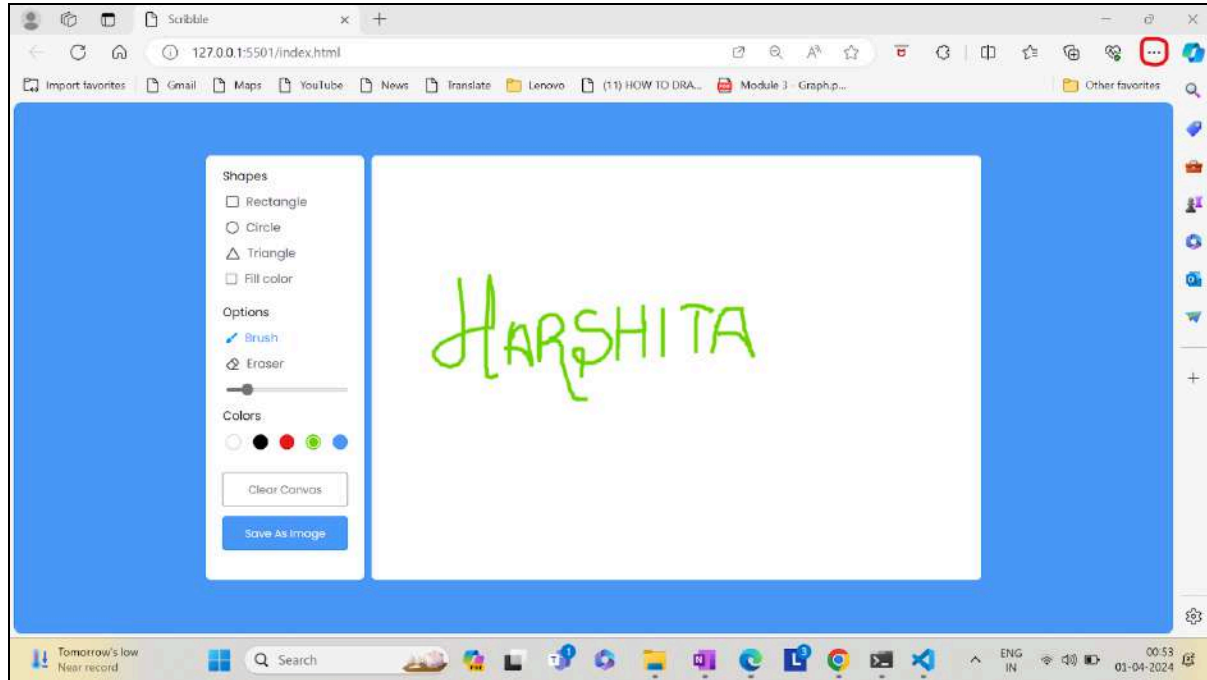 Scribble
127.0.0.1:5501/index.html
Import favorites Gmail Maps YouTube News Translate Lenovo (11) HOW TO DRA... Module 3 - Graph.p... Other favorites
Shapes
Rectangle
Circle
Triangle
Fill color
Options
Brush
Eraser
Colors
Clear Canvas
Save As Image
HARSHITA
Tomorrow's low
Near record
Search
ENG
IN
00:53
01-04-2024